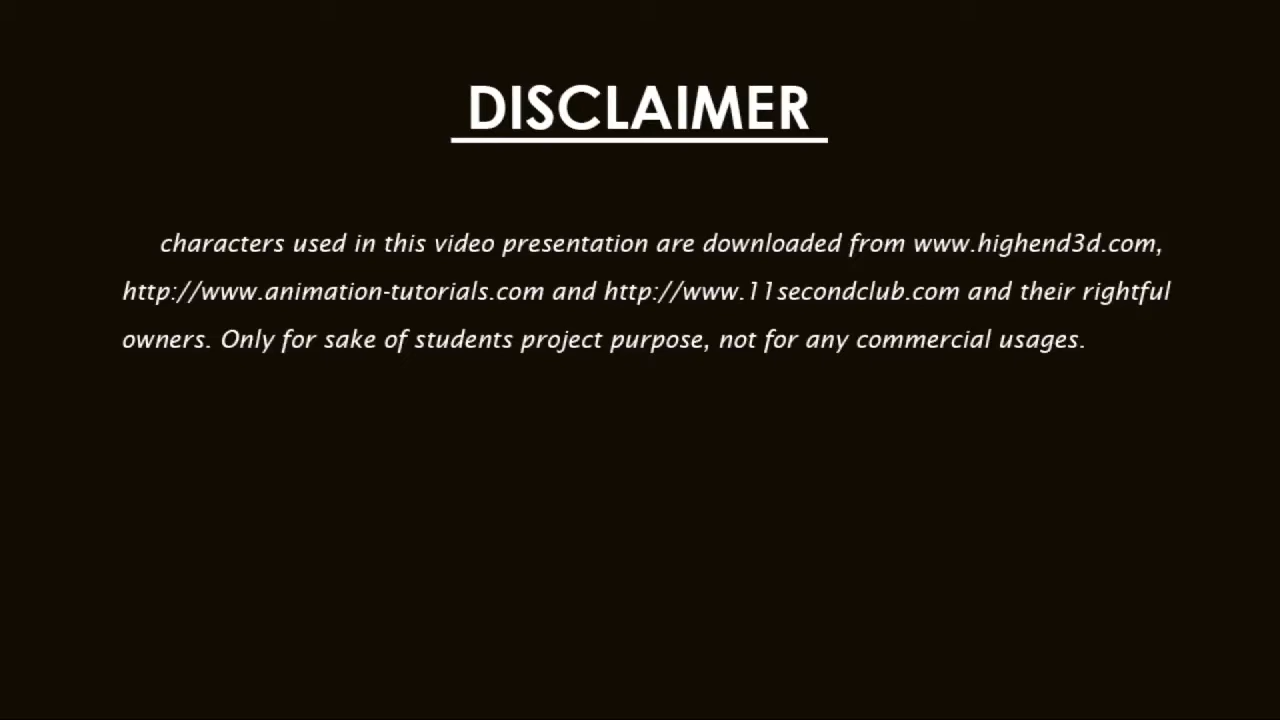 DISCLAIMER
characters used in this video presentation are downloaded from www.highend3d.com,
http://www.animation-tutorials.com and http://www.11secondclub.com and their rightful
owners. Only for sake of students project purpose, not for any commercial usages.